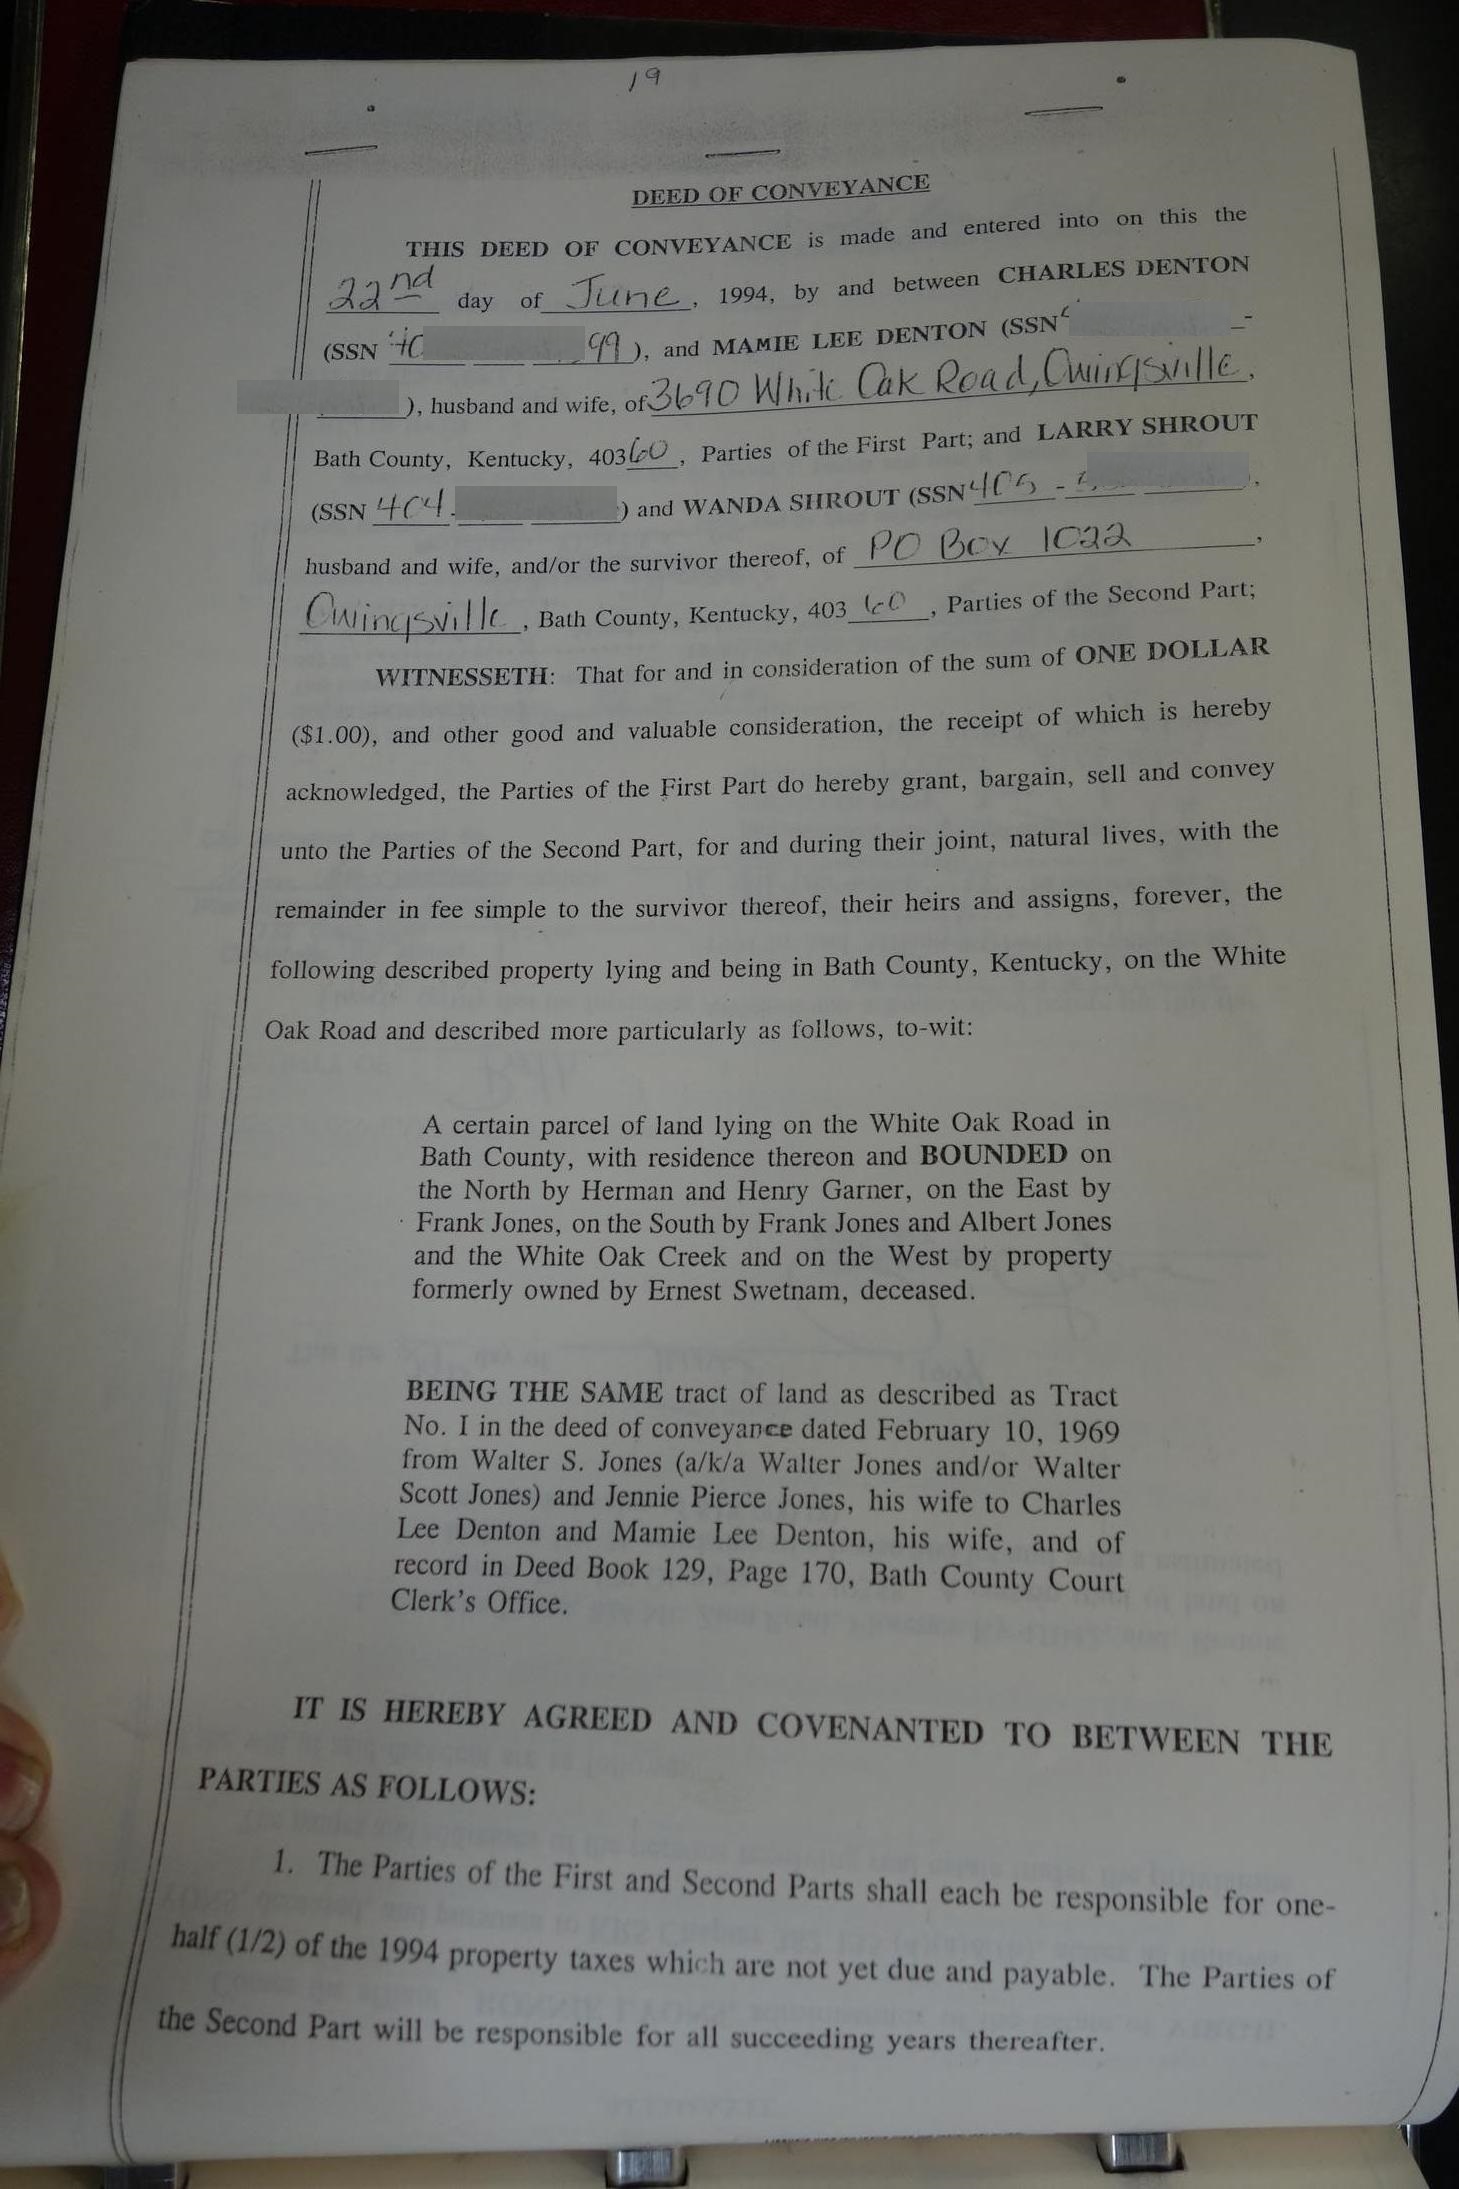 19
DEED OF CONVEYANCE
THIS DEED OF CONVEYANCE is made and entered into on this the
22nd day of June, 1994, by and between CHARLES DENTON
(SSN 99), and MAMIE LEE DENTON (SSN
), husband and wife, of 3690 White Oak Road, Owingsville,
Bath County, Kentucky, 40360, Parties of the First Part; and LARRY SHROUT
(SSN 404- ) and WANDA SHROUT (SSN 405 - ),
husband and wife, and/or the survivor thereof, of PO Box 1022,
Owingsville, Bath County, Kentucky, 40360, Parties of the Second Part;
WITNESSETH: That for and in consideration of the sum of ONE DOLLAR
($1.00), and other good and valuable consideration, the receipt of which is hereby
acknowledged, the Parties of the First Part do hereby grant, bargain, sell and convey
unto the Parties of the Second Part, for and during their joint, natural lives, with the
remainder in fee simple to the survivor thereof, their heirs and assigns, forever, the
following described property lying and being in Bath County, Kentucky, on the White
Oak Road and described more particularly as follows, to-wit:
A certain parcel of land lying on the White Oak Road in
Bath County, with residence thereon and BOUNDED on
the North by Herman and Henry Garner, on the East by
Frank Jones, on the South by Frank Jones and Albert Jones
and the White Oak Creek and on the West by property
formerly owned by Ernest Swetnam, deceased.
BEING THE SAME tract of land as described as Tract
No. I in the deed of conveyance dated February 10, 1969
from Walter S. Jones (a/k/a Walter Jones and/or Walter
Scott Jones) and Jennie Pierce Jones, his wife to Charles
Lee Denton and Mamie Lee Denton, his wife, and of
record in Deed Book 129, Page 170, Bath County Court
Clerk's Office.
IT IS HEREBY AGREED AND COVENANTED TO BETWEEN THE
PARTIES AS FOLLOWS:
1. The Parties of the First and Second Parts shall each be responsible for one-
half (1/2) of the 1994 property taxes which are not yet due and payable. The Parties of
the Second Part will be responsible for all succeeding years thereafter.